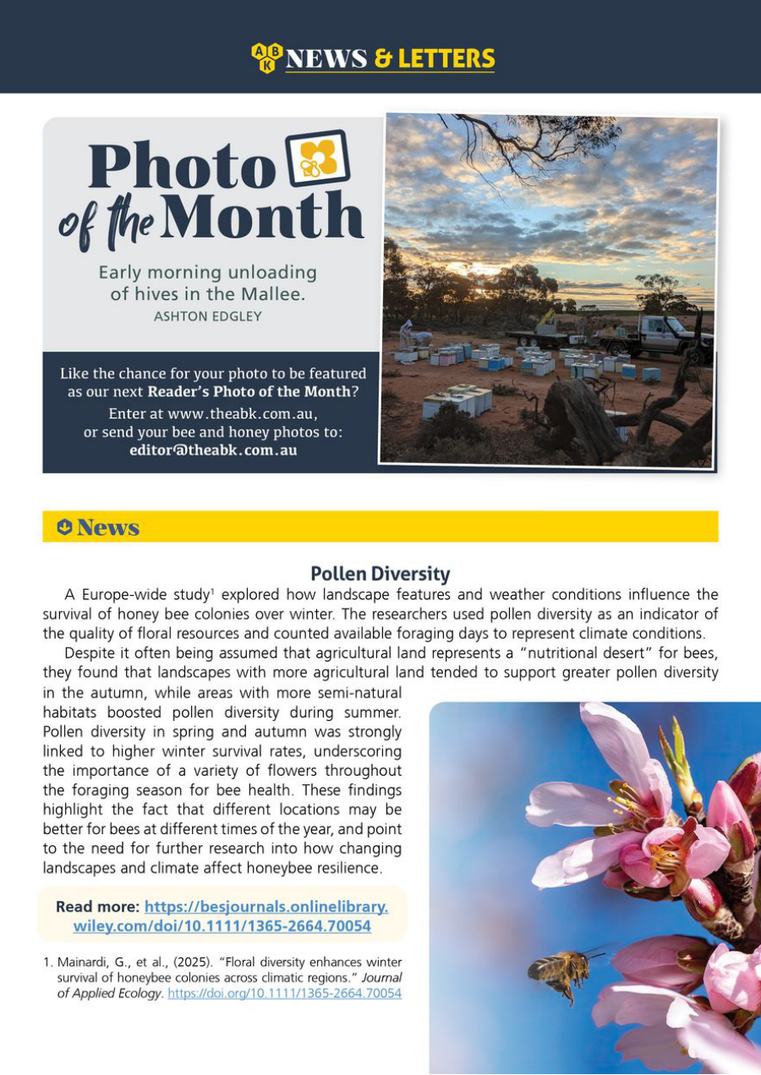 A B K NEWS & LETTERS
Photo
of the Month
Early morning unloading
of hives in the Mallee.
ASHTON EDGLEY
Like the chance for your photo to be featured
as our next Reader’s Photo of the Month?
Enter at www.theabk.com.au,
or send your bee and honey photos to:
editor@theabk.com.au
News
Pollen Diversity
A Europe-wide study¹ explored how landscape features and weather conditions influence the
survival of honey bee colonies over winter. The researchers used pollen diversity as an indicator of
the quality of floral resources and counted available foraging days to represent climate conditions.
Despite it often being assumed that agricultural land represents a “nutritional desert” for bees,
they found that landscapes with more agricultural land tended to support greater pollen diversity
in the autumn, while areas with more semi-natural
habitats boosted pollen diversity during summer.
Pollen diversity in spring and autumn was strongly
linked to higher winter survival rates, underscoring
the importance of a variety of flowers throughout
the foraging season for bee health. These findings
highlight the fact that different locations may be
better for bees at different times of the year, and point
to the need for further research into how changing
landscapes and climate affect honeybee resilience.
Read more: https://besjournals.onlinelibrary.
wiley.com/doi/10.1111/1365-2664.70054
1. Mainardi, G., et al., (2025). “Floral diversity enhances winter
survival of honeybee colonies across climatic regions.” Journal
of Applied Ecology. https://doi.org/10.1111/1365-2664.70054